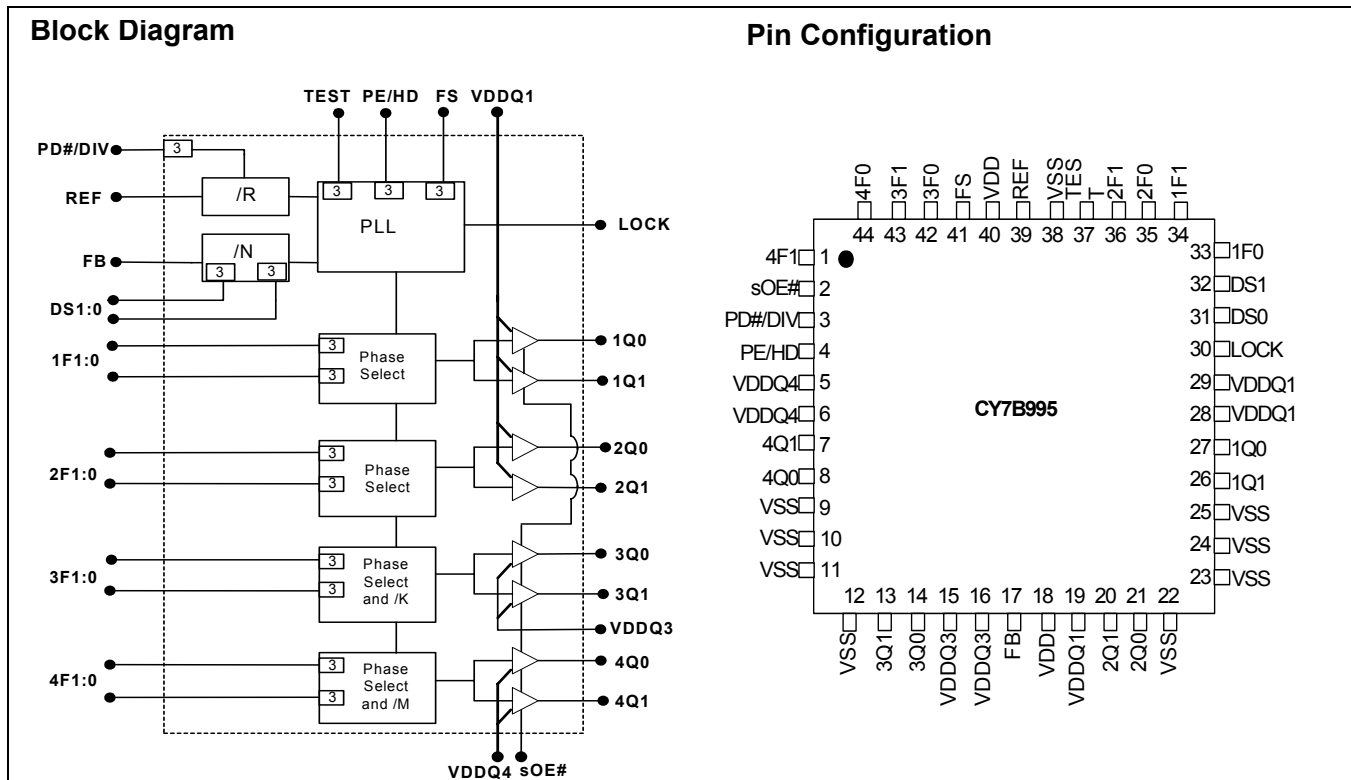 Block Diagram
TEST PE/HD FS VDDQ1
PD#/DIV
3
REF
/R
3 3 3
PLL
LOCK
FB
/N
3 3
DS1:0
1F1:0
3
3
Phase
Select
1Q0
1Q1
2F1:0
3
3
Phase
Select
2Q0
2Q1
3F1:0
3
3
Phase
Select
and /K
3Q0
3Q1
VDDQ3
4F1:0
3
3
Phase
Select
and /M
4Q0
4Q1
VDDQ4 sOE#
Pin Configuration
4F0 3F1 3F0 FS VDD REF VSS TES T 2F1 2F0 1F1
44 43 42 41 40 39 38 37 36 35 34
4F1 1
sOE# 2
PD#/DIV 3
PE/HD 4
VDDQ4 5
VDDQ4 6
4Q1 7
4Q0 8
VSS 9
VSS 10
VSS 11
CY7B995
33 1F0
32 DS1
31 DS0
30 LOCK
29 VDDQ1
28 VDDQ1
27 1Q0
26 1Q1
25 VSS
24 VSS
23 VSS
12 13 14 15 16 17 18 19 20 21 22
VSS 3Q1 3Q0 VDDQ3 VDDQ3 FB VDD VDDQ1 2Q1 2Q0 VSS